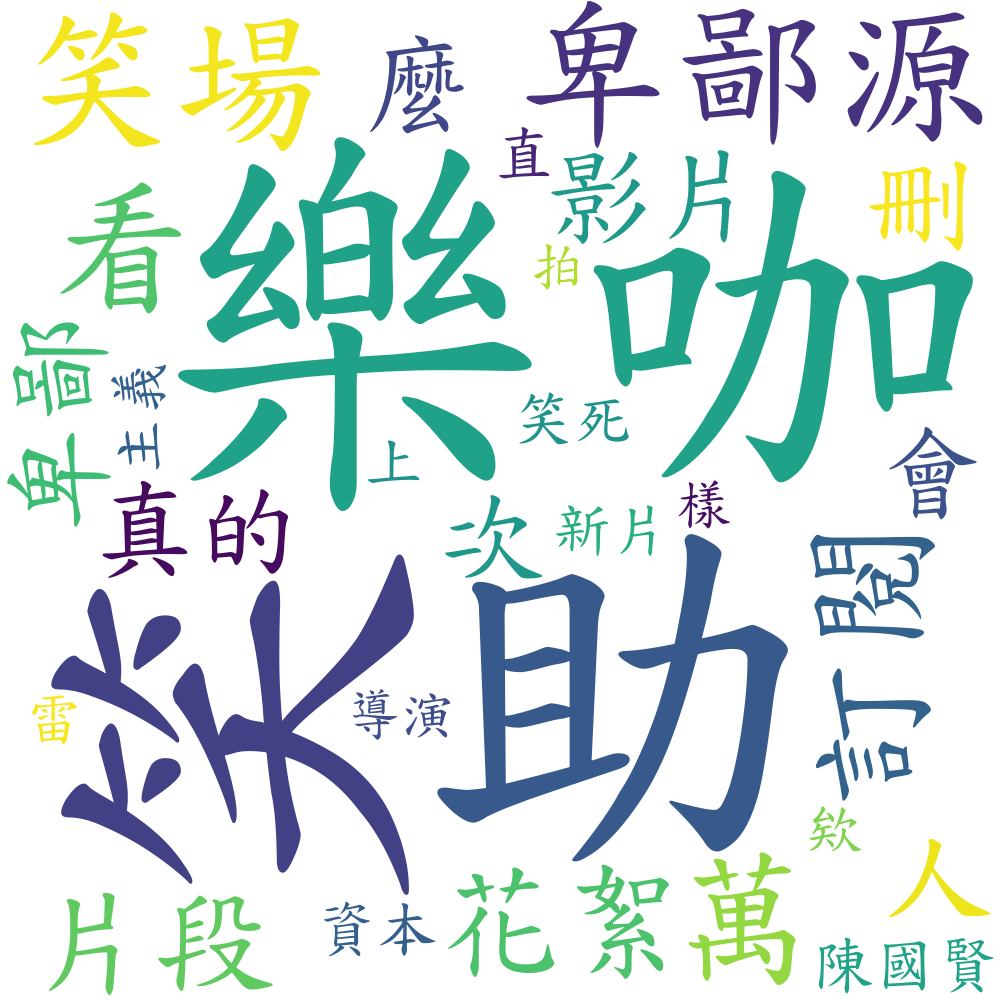 笑場
麼
卑鄙源
直
影片
刪
看
樂咖
拍
卑鄙
主義
笑死
上
會
真的
次
新片
樣
訂閱
笑
助
雷
導演
欸
片段
資本
花絮
萬
人
陳國賢